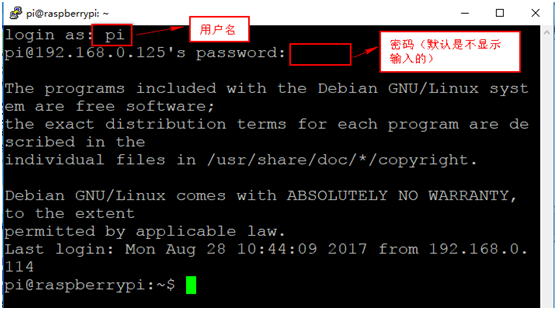 pi@raspberrypi: ~
login as: pi
用户名
pi@192.168.0.125's password:
密码（默认是不显示
输入的）
The programs included with the Debian GNU/Linux syst
em are free software;
the exact distribution terms for each program are de
scribed in the
individual files in /usr/share/doc/*/copyright.
Debian GNU/Linux comes with ABSOLUTELY NO WARRANTY,
to the extent
permitted by applicable law.
Last login: Mon Aug 28 10:44:09 2017 from 192.168.0.
114
pi@raspberrypi:~$